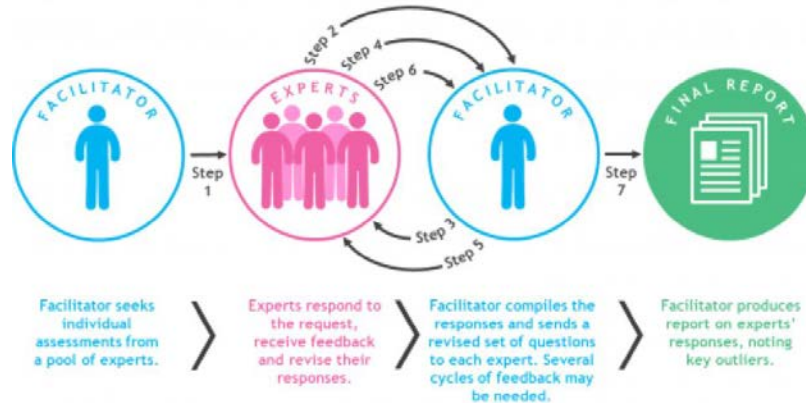 Step 2
Step 4
Step 6
FACILITATOR
EXPERTS
FACILITATOR
FINAL REPORT
Step
1
Step
7
Step 3
Step 5
Facilitator seeks
individual
assessments from
a pool of experts.
Experts respond to
the request,
receive feedback
and revise their
responses.
Facilitator compiles the
responses and sends a
revised set of questions
to each expert. Several
cycles of feedback may
be needed.
Facilitator produces
report on experts'
responses, noting
key outliers.